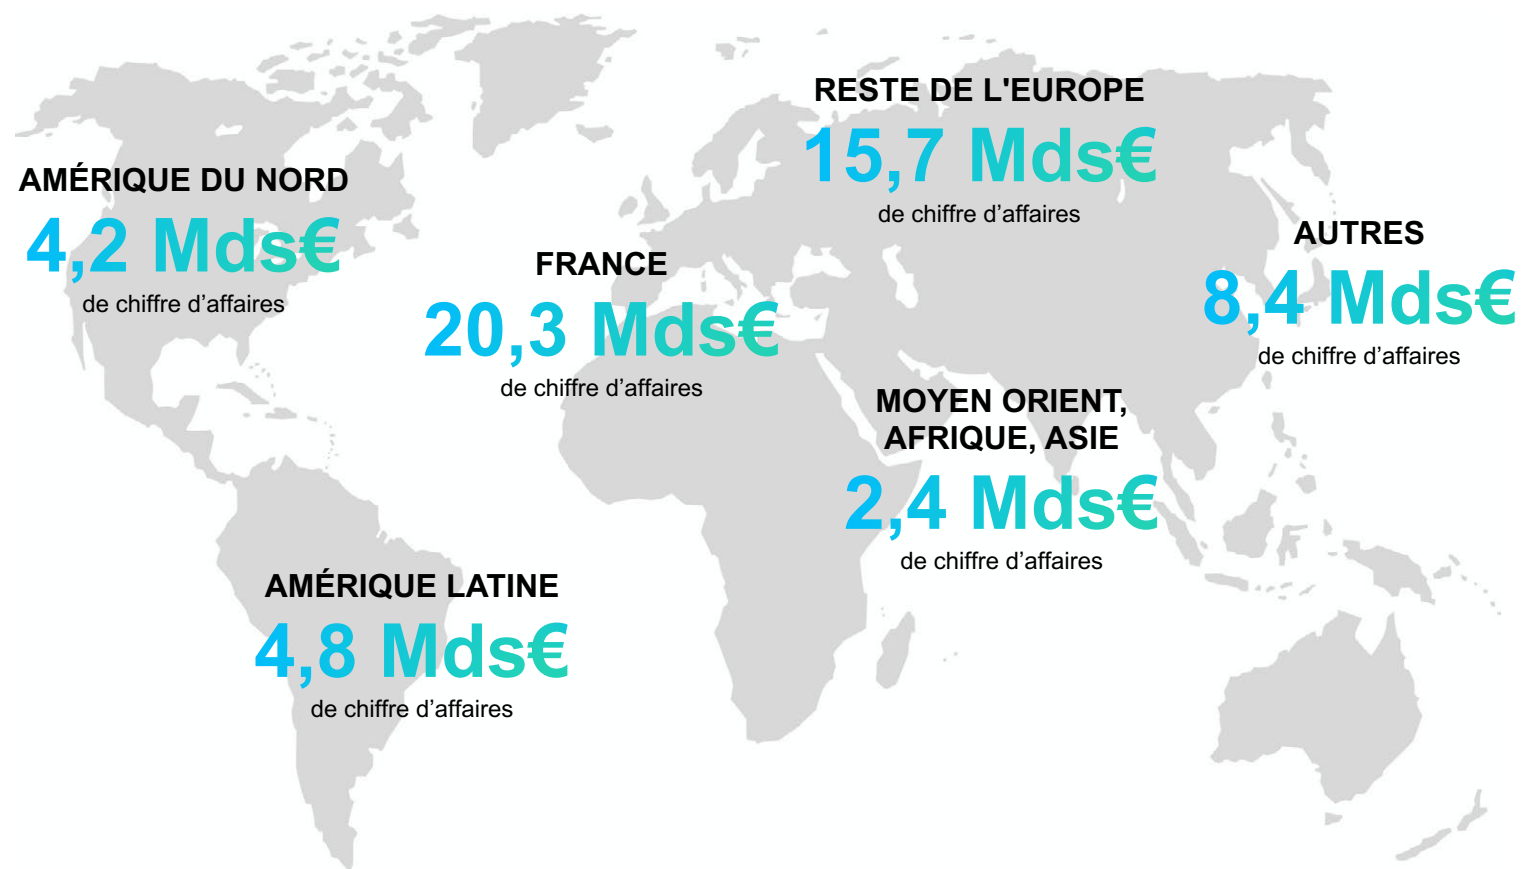 RESTE DE L'EUROPE
15,7 Mds€
de chiffre d’affaires
AMÉRIQUE DU NORD
4,2 Mds€
de chiffre d’affaires
FRANCE
20,3 Mds€
de chiffre d’affaires
AUTRES
8,4 Mds€
de chiffre d’affaires
MOYEN ORIENT,
AFRIQUE, ASIE
2,4 Mds€
de chiffre d’affaires
AMÉRIQUE LATINE
4,8 Mds€
de chiffre d’affaires